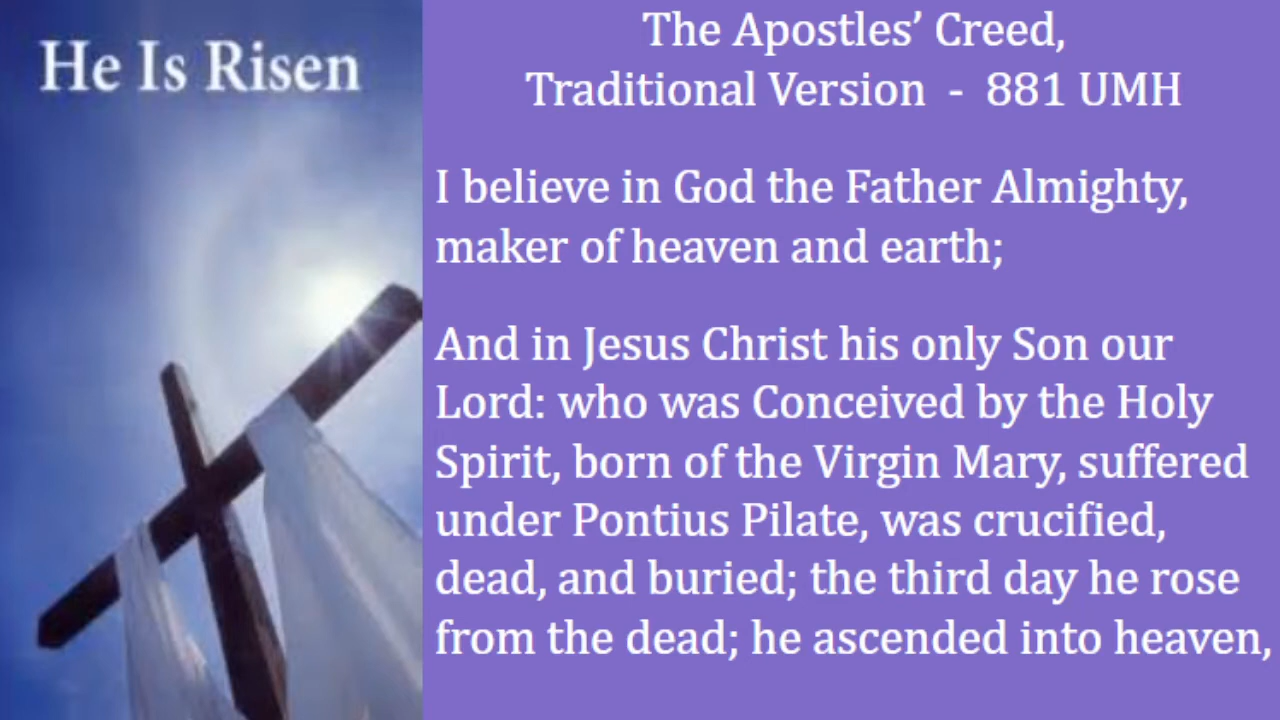 He Is Risen
The Apostles’ Creed,
Traditional Version - 881 UMH
I believe in God the Father Almighty,
maker of heaven and earth;
And in Jesus Christ his only Son our
Lord: who was Conceived by the Holy
Spirit, born of the Virgin Mary, suffered
under Pontius Pilate, was crucified,
dead, and buried; the third day he rose
from the dead; he ascended into heaven,